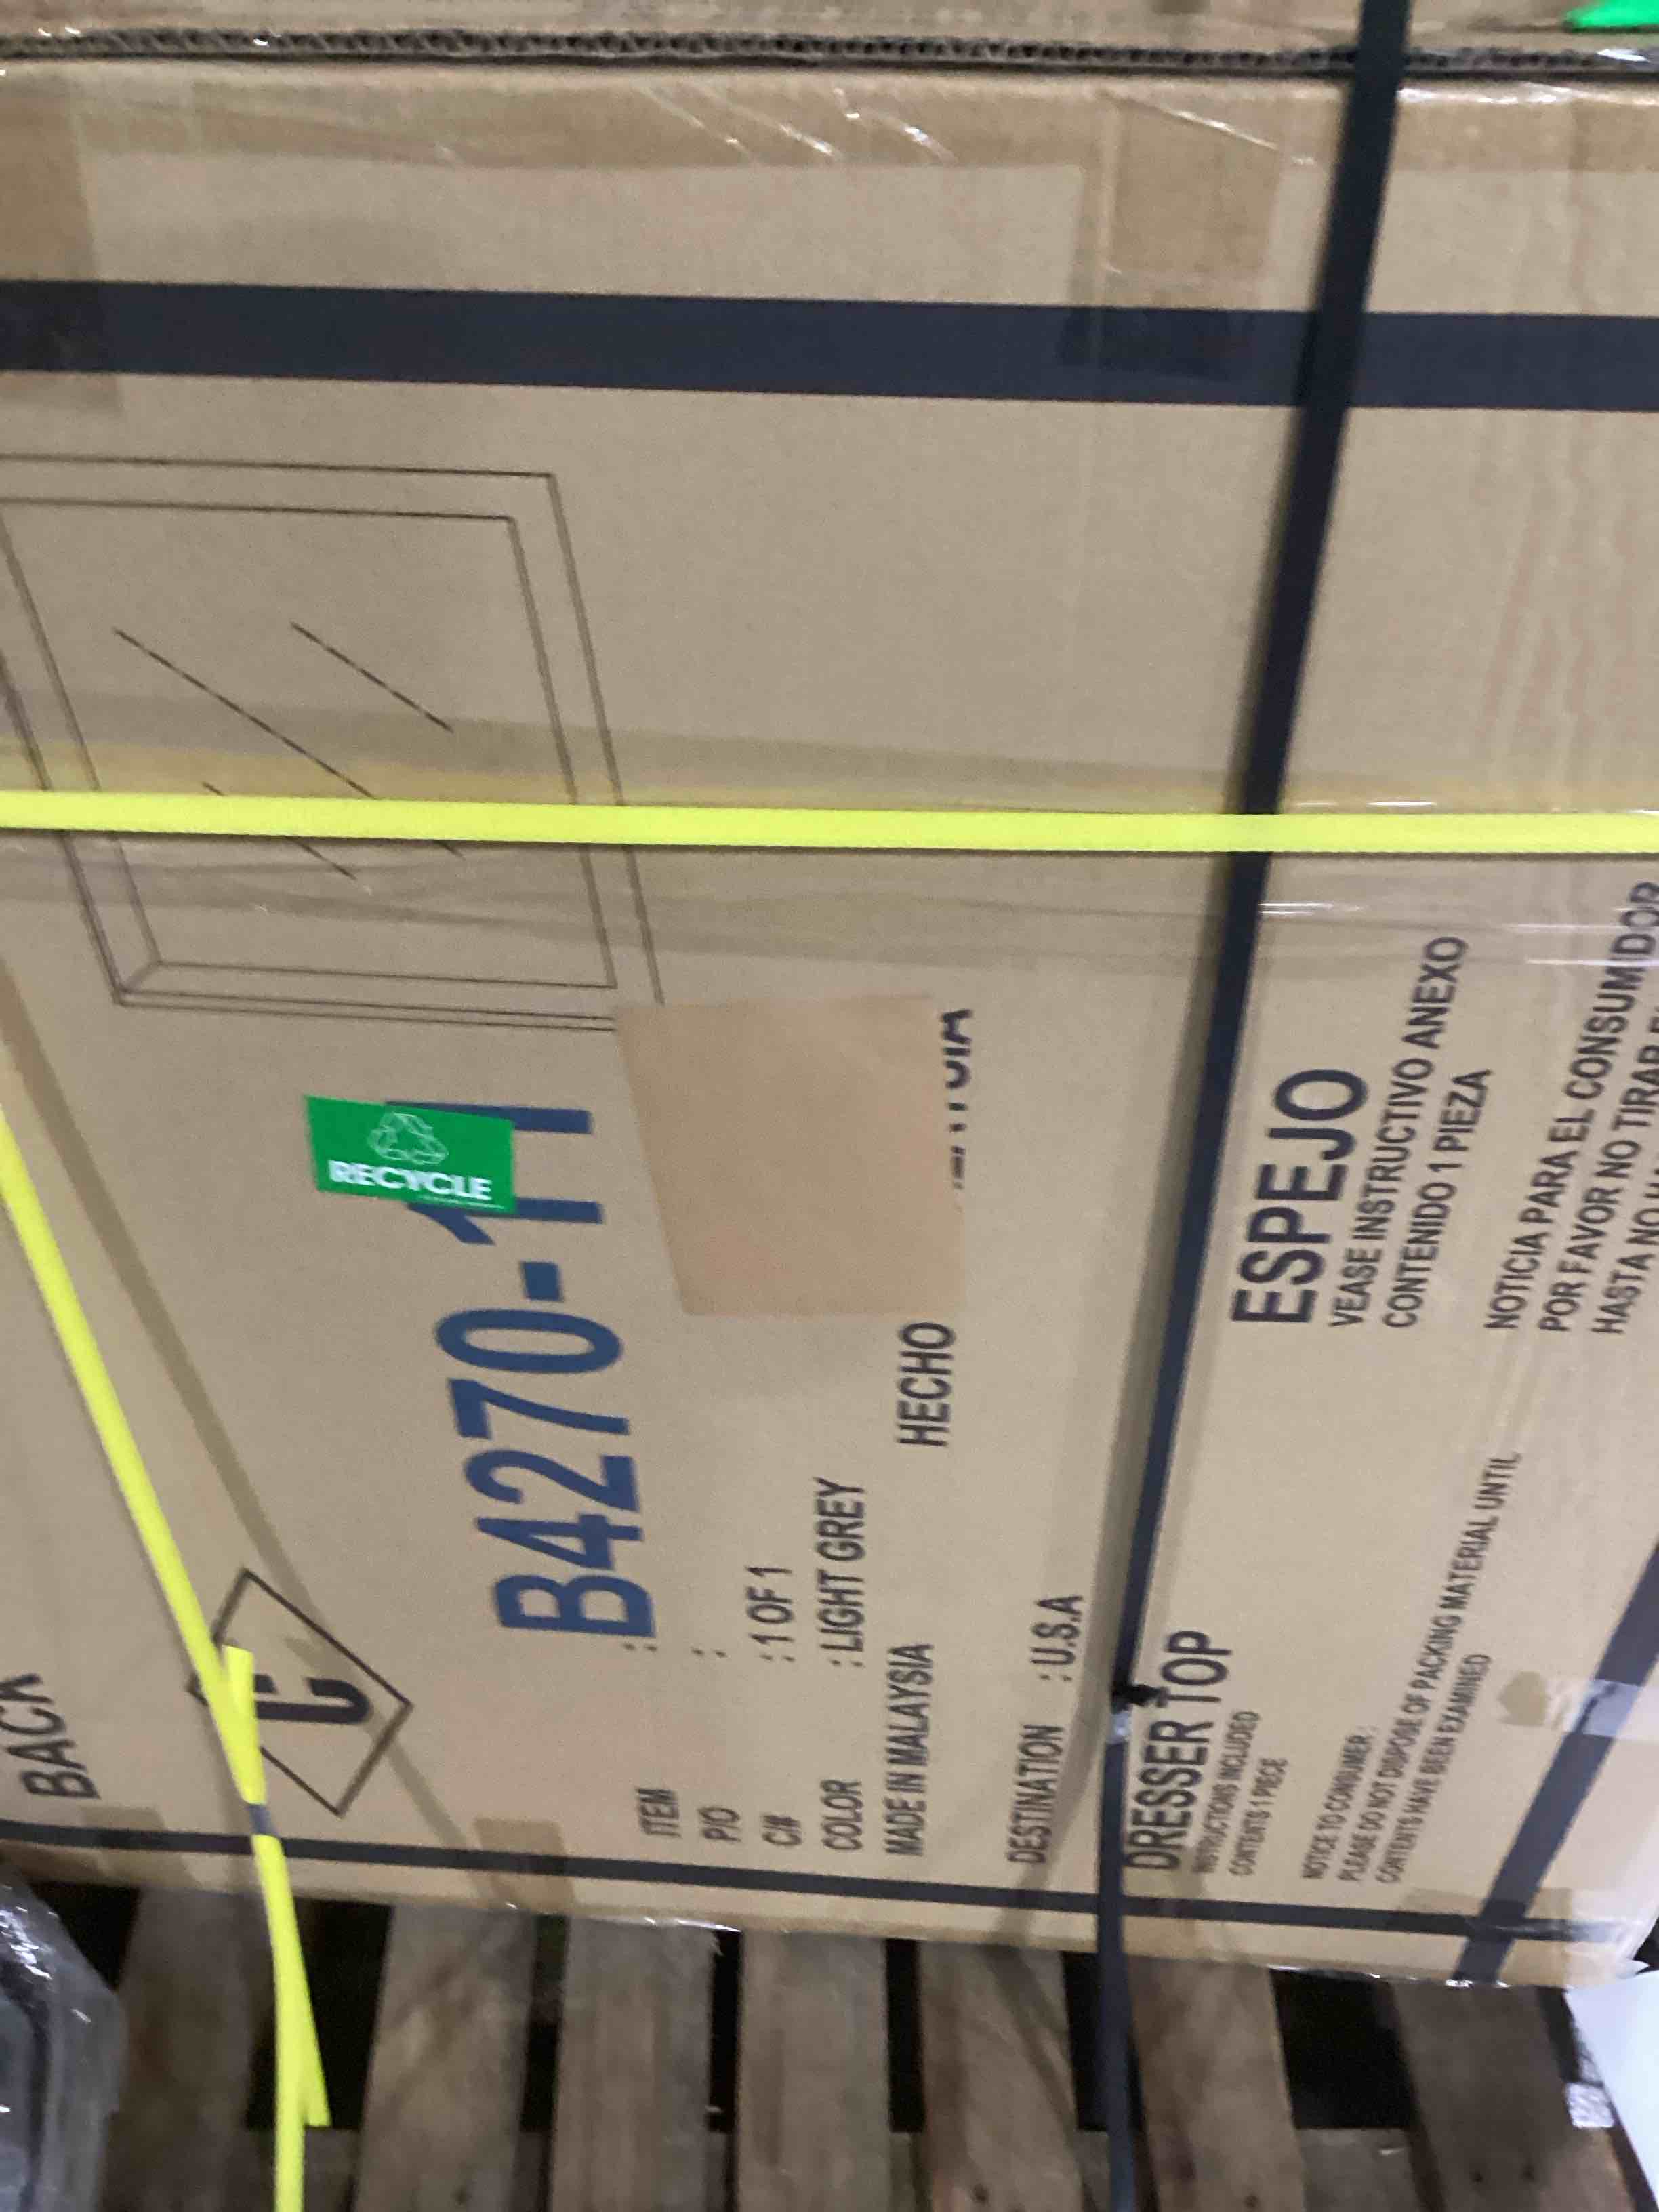 BACK
RECYCLE
C
ITEM :
B4270-11
P/O :
C/# : 1 OF 1
COLOR : LIGHT GREY
MADE IN MALAYSIA
HECHO
DESTINATION : U.S.A
DRESSER TOP
INSTRUCTIONS INCLUDED
CONTENTS 1 PIECE
NOTICE TO CONSUMER :
PLEASE DO NOT DISPOSE OF PACKING MATERIAL UNTIL
CONTENTS HAVE BEEN EXAMINED
ESPEJO
VEASE INSTRUCTIVO ANEXO
CONTENIDO 1 PIEZA
NOTICIA PARA EL CONSUMIDOR
POR FAVOR NO TIRAR
HASTA NO